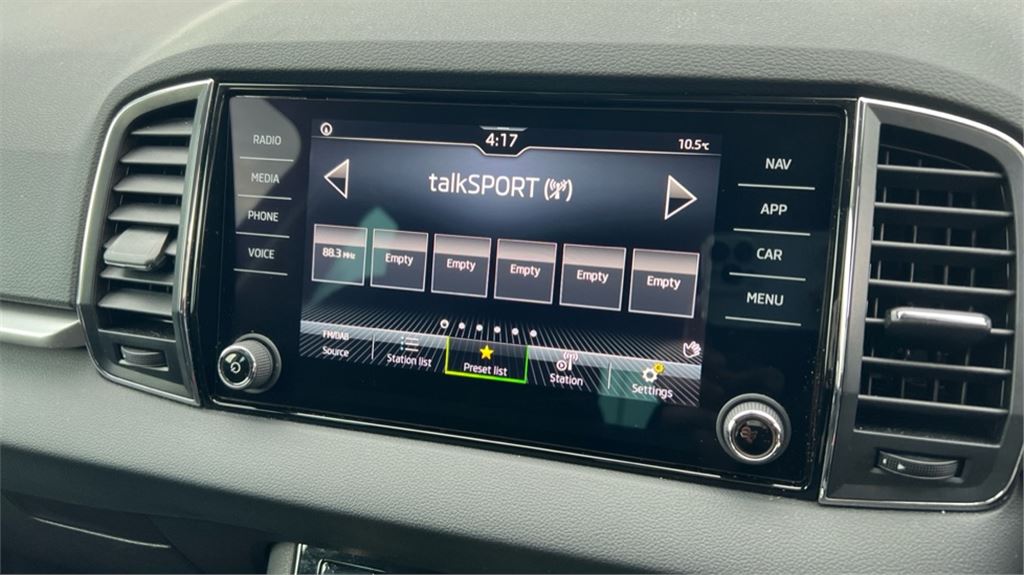 RADIO
MEDIA
PHONE
VOICE
4:17
10.5°C
talkSPORT
88.3 MHz
Empty
Empty
Empty
Empty
Empty
FM/DAB
Source
Station list
Preset list
Station
Settings
NAV
APP
CAR
MENU